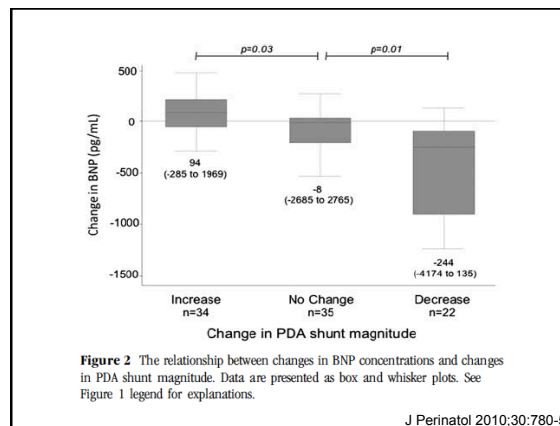 p=0.03
p=0.01
500
0
-500
-1000
-1500
Change in BNP (pg/mL)
94
(-285 to 1969)
-8
(-2685 to 2765)
-244
(-4174 to 135)
Increase
n=34
No Change
n=35
Decrease
n=22
Change in PDA shunt magnitude
Figure 2 The relationship between changes in BNP concentrations and changes
in PDA shunt magnitude. Data are presented as box and whisker plots. See
Figure 1 legend for explanations.
J Perinatol 2010;30:780-